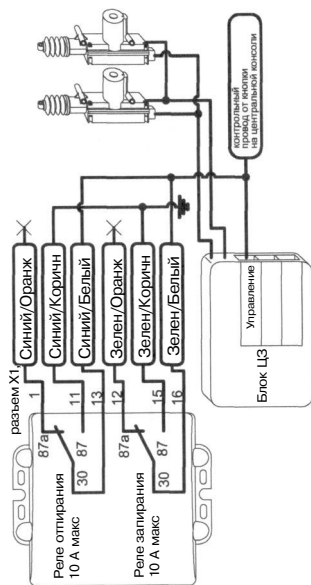 разъем X1,
1
Синий/Оранж
11
Синий/Коричн
13
Синий/Белый
12
Зелен/Оранж
15
Зелен/Коричн
16
Зелен/Белый
87a
87
30
Реле отпирания
10 А макс
87a
87
30
Реле запирания
10 А макс
Управление
Блок ЦЗ
контрольный
провод от кнопки
на центральной консоли